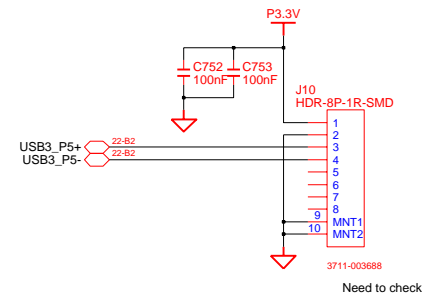 P3.3V
C752
100nF
C753
100nF
J10
HDR-8P-1R-SMD
1
2
USB3_P5+
22-B2
3
USB3_P5-
22-B2
4
5
6
7
8
9
MNT1
10
MNT2
3711-003688
Need to check